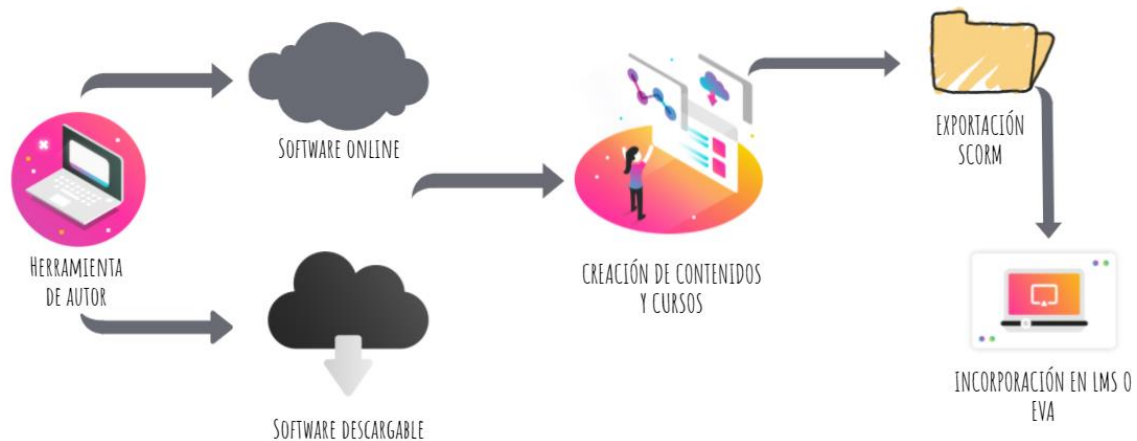 HERRAMIENTA
DE AUTOR
SOFTWARE ONLINE
SOFTWARE DESCARGABLE
CREACIÓN DE CONTENIDOS
Y CURSOS
EXPORTACIÓN
SCORM
INCORPORACIÓN EN LMS O
EVA